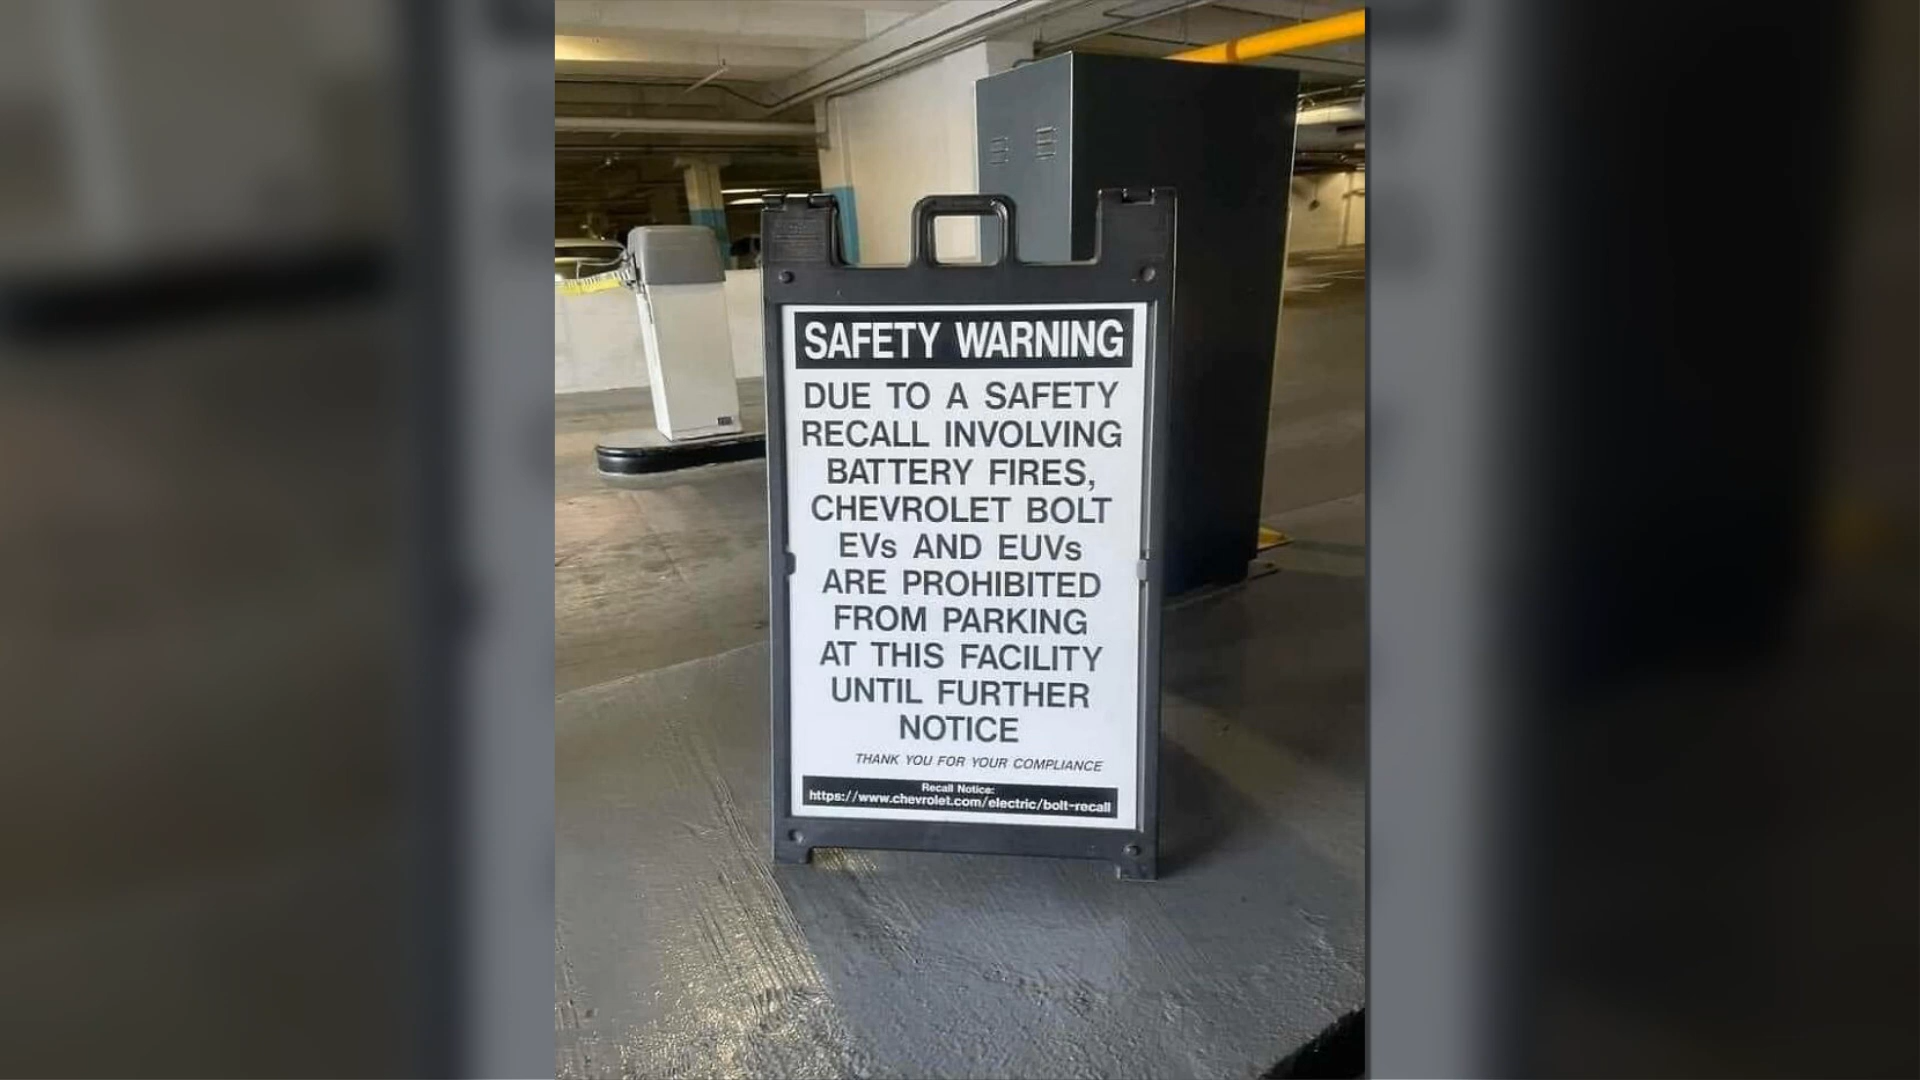 SAFETY WARNING
DUE TO A SAFETY
RECALL INVOLVING
BATTERY FIRES,
CHEVROLET BOLT
EVs AND EUVs
ARE PROHIBITED
FROM PARKING
AT THIS FACILITY
UNTIL FURTHER
NOTICE
THANK YOU FOR YOUR COMPLIANCE
Recall Notice:
https://www.chevrolet.com/electric/bolt-recall